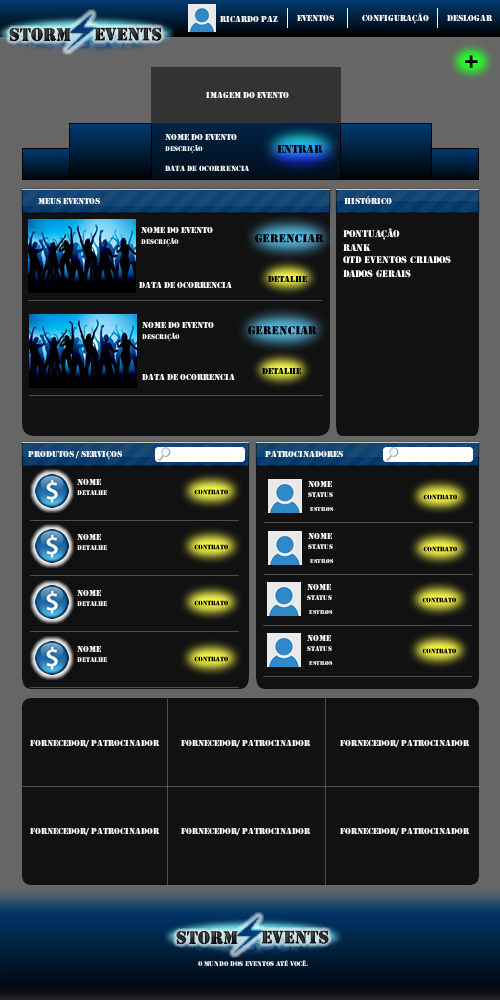 STORM EVENTS
RICARDO PAZ
EVENTOS
CONFIGURAÇÃO
DESLOGAR
+
IMAGEM DO EVENTO
NOME DO EVENTO
DESCRIÇÃO
ENTRAR
DATA DE OCORRENCIA
MEUS EVENTOS
NOME DO EVENTO
DESCRIÇÃO
GERENCIAR
DETALHE
DATA DE OCORRENCIA
NOME DO EVENTO
DESCRIÇÃO
GERENCIAR
DETALHE
DATA DE OCORRENCIA
HISTÓRICO
PONTUAÇÃO
RANK
QTD EVENTOS CRIADOS
DADOS GERAIS
PRODUTOS / SERVIÇOS
$
NOME
DETALHE
CONTRATO
$
NOME
DETALHE
CONTRATO
$
NOME
DETALHE
CONTRATO
$
NOME
DETALHE
CONTRATO
PATROCINADORES
NOME
STATUS
ESTILOS
CONTRATO
NOME
STATUS
ESTILOS
CONTRATO
NOME
STATUS
ESTILOS
CONTRATO
NOME
STATUS
ESTILOS
CONTRATO
FORNECEDOR/ PATROCINADOR
FORNECEDOR/ PATROCINADOR
FORNECEDOR/ PATROCINADOR
FORNECEDOR/ PATROCINADOR
FORNECEDOR/ PATROCINADOR
FORNECEDOR/ PATROCINADOR
STORM EVENTS
O MUNDO DOS EVENTOS ATÉ VOCÊ.